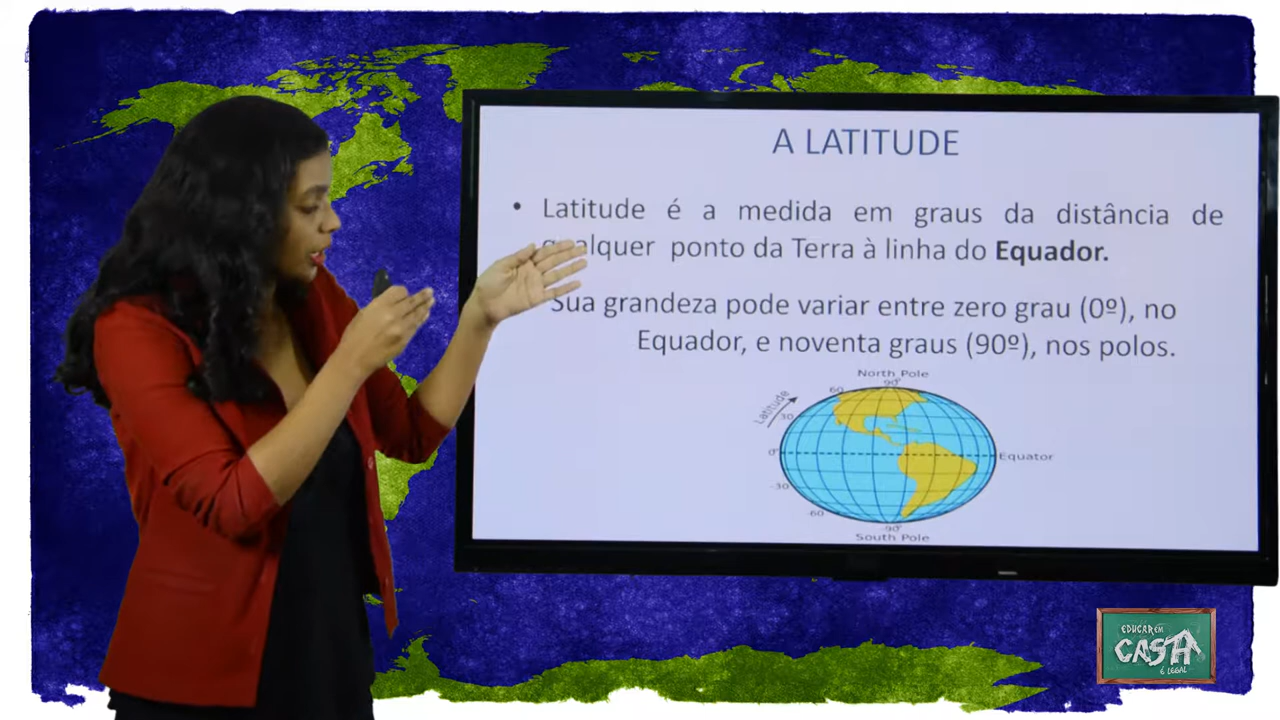 A LATITUDE
• Latitude é a medida em graus da distância de
qualquer ponto da Terra à linha do Equador.
Sua grandeza pode variar entre zero grau (0º), no
Equador, e noventa graus (90º), nos polos.
North Pole
90°
60
Latitude
30
0°
Equator
-30
-60
-90°
South Pole
EDUCAR EM
CASA
É LEGAL